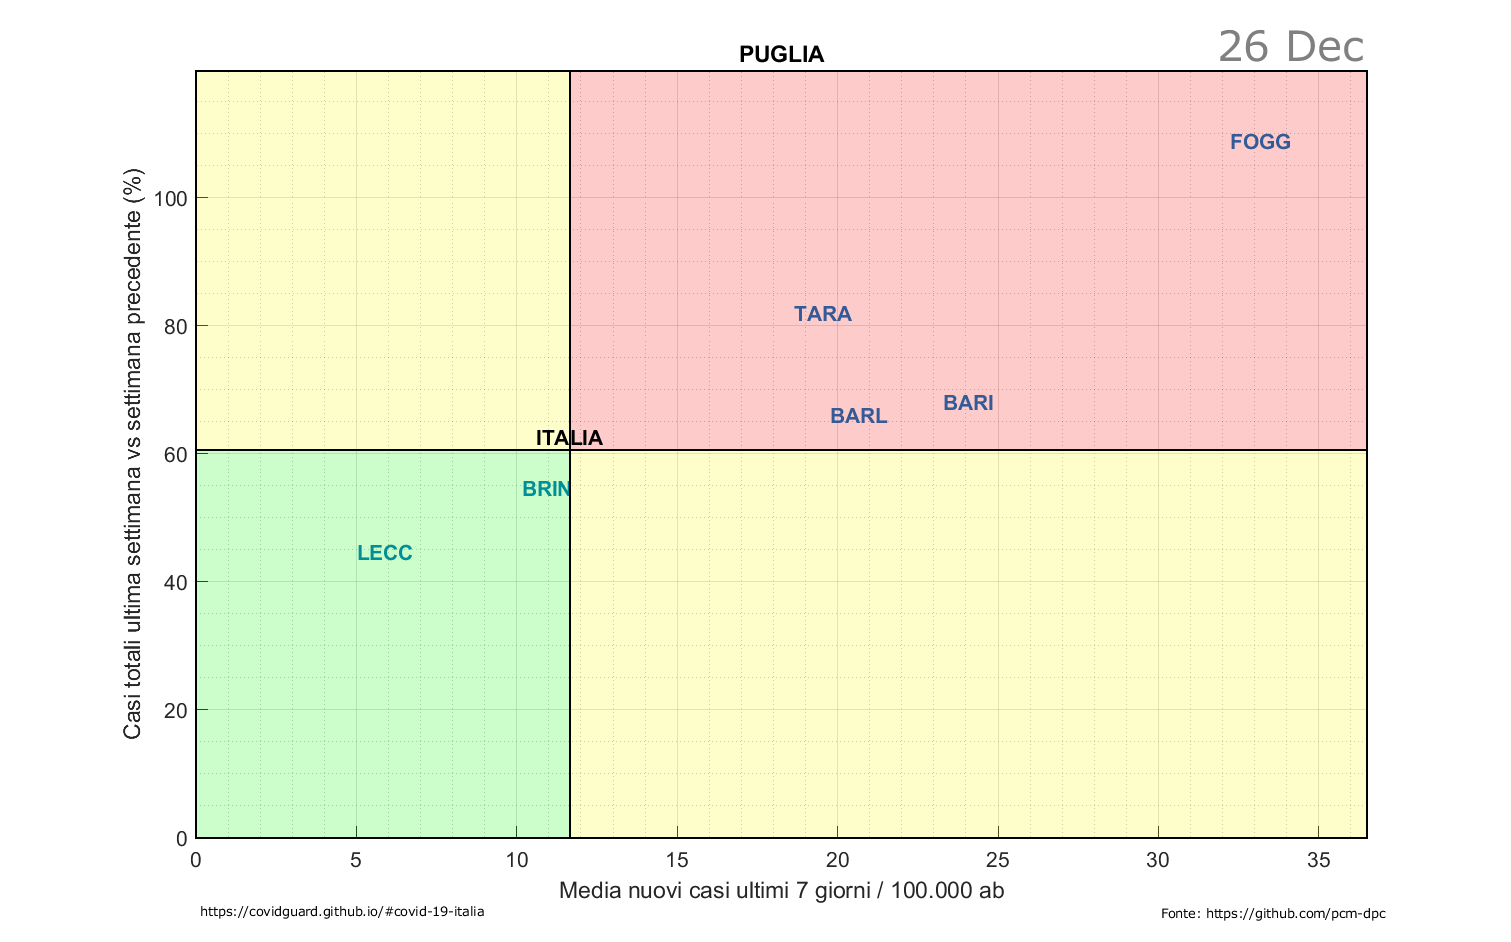 26 Dec
PUGLIA
FOGG
100
TARA
80
BARI
BARL
ITALIA
60
BRIN
LECC
40
20
0
Casi totali ultima settimana vs settimana precedente (%)
0 5 10 15 20 25 30 35
Media nuovi casi ultimi 7 giorni / 100.000 ab
https://covidguard.github.io/#covid-19-italia
Fonte: https://github.com/pcm-dpc